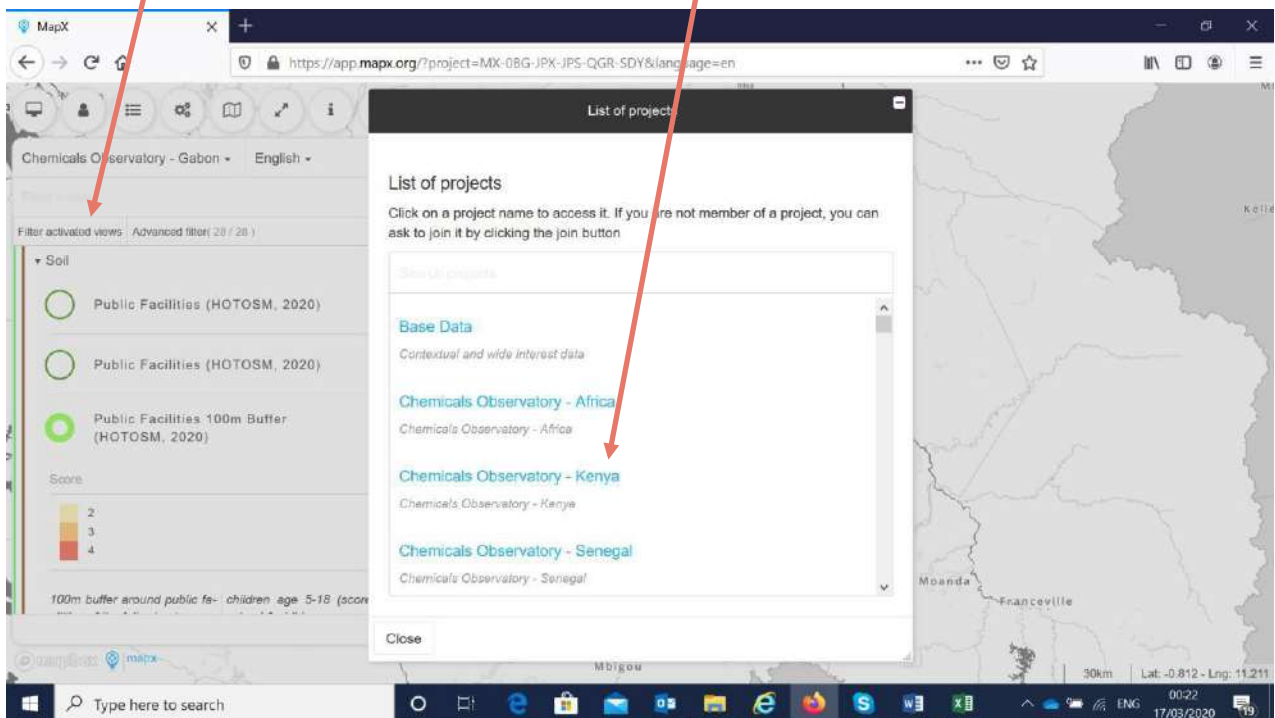 MapX
https://app.mapx.org/?project=MX-0BG-JPX-JPS-QGR-SDY&language=en
List of projects
Chemicals Observatory - Gabon
English
Filter activated views
Advanced filter( 28 / 28 )
Soil
Public Facilities (HOTOSM, 2020)
Public Facilities (HOTOSM, 2020)
Public Facilities 100m Buffer
(HOTOSM, 2020)
Score
2
3
4
100m buffer around public fa- children age 5-18 (score
List of projects
Click on a project name to access it. If you are not member of a project, you can
ask to join it by clicking the join button
Search projects
Base Data
Contextual and wide interest data
Chemicals Observatory - Africa
Chemicals Observatory - Africa
Chemicals Observatory - Kenya
Chemicals Observatory - Kenya
Chemicals Observatory - Senegal
Chemicals Observatory - Senegal
Close
Kelle
Moanda
Franceville
Mbigou
mapbox
mapx
30km
Lat: -0.812 - Lng: 11.211
Type here to search
ENG
00:22
17/03/2020
19